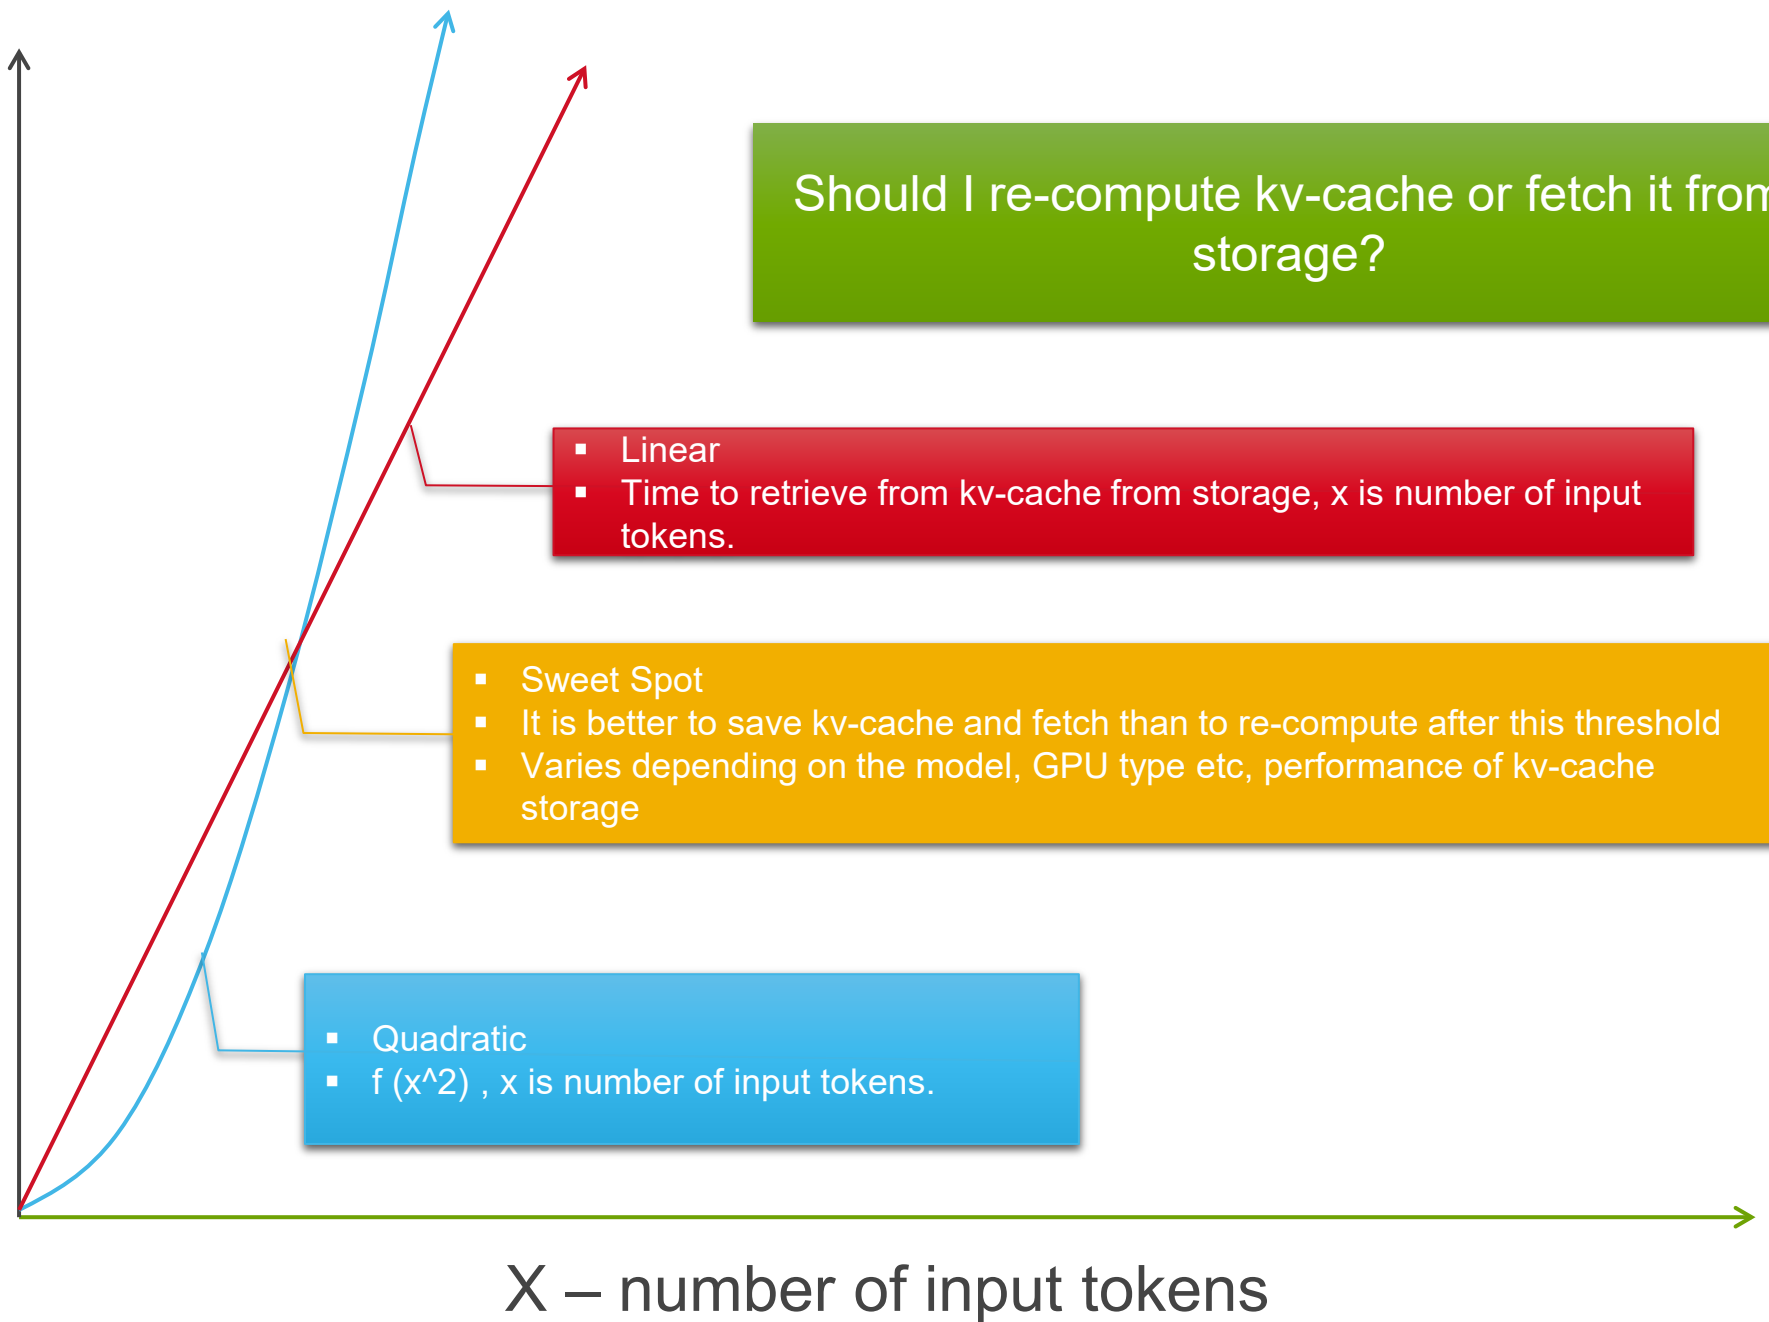 Should I re-compute kv-cache or fetch it from
storage?
Linear
Time to retrieve from kv-cache from storage, x is number of input
tokens.
Sweet Spot
It is better to save kv-cache and fetch than to re-compute after this threshold
Varies depending on the model, GPU type etc, performance of kv-cache
storage
Quadratic
f (x^2) , x is number of input tokens.
X – number of input tokens